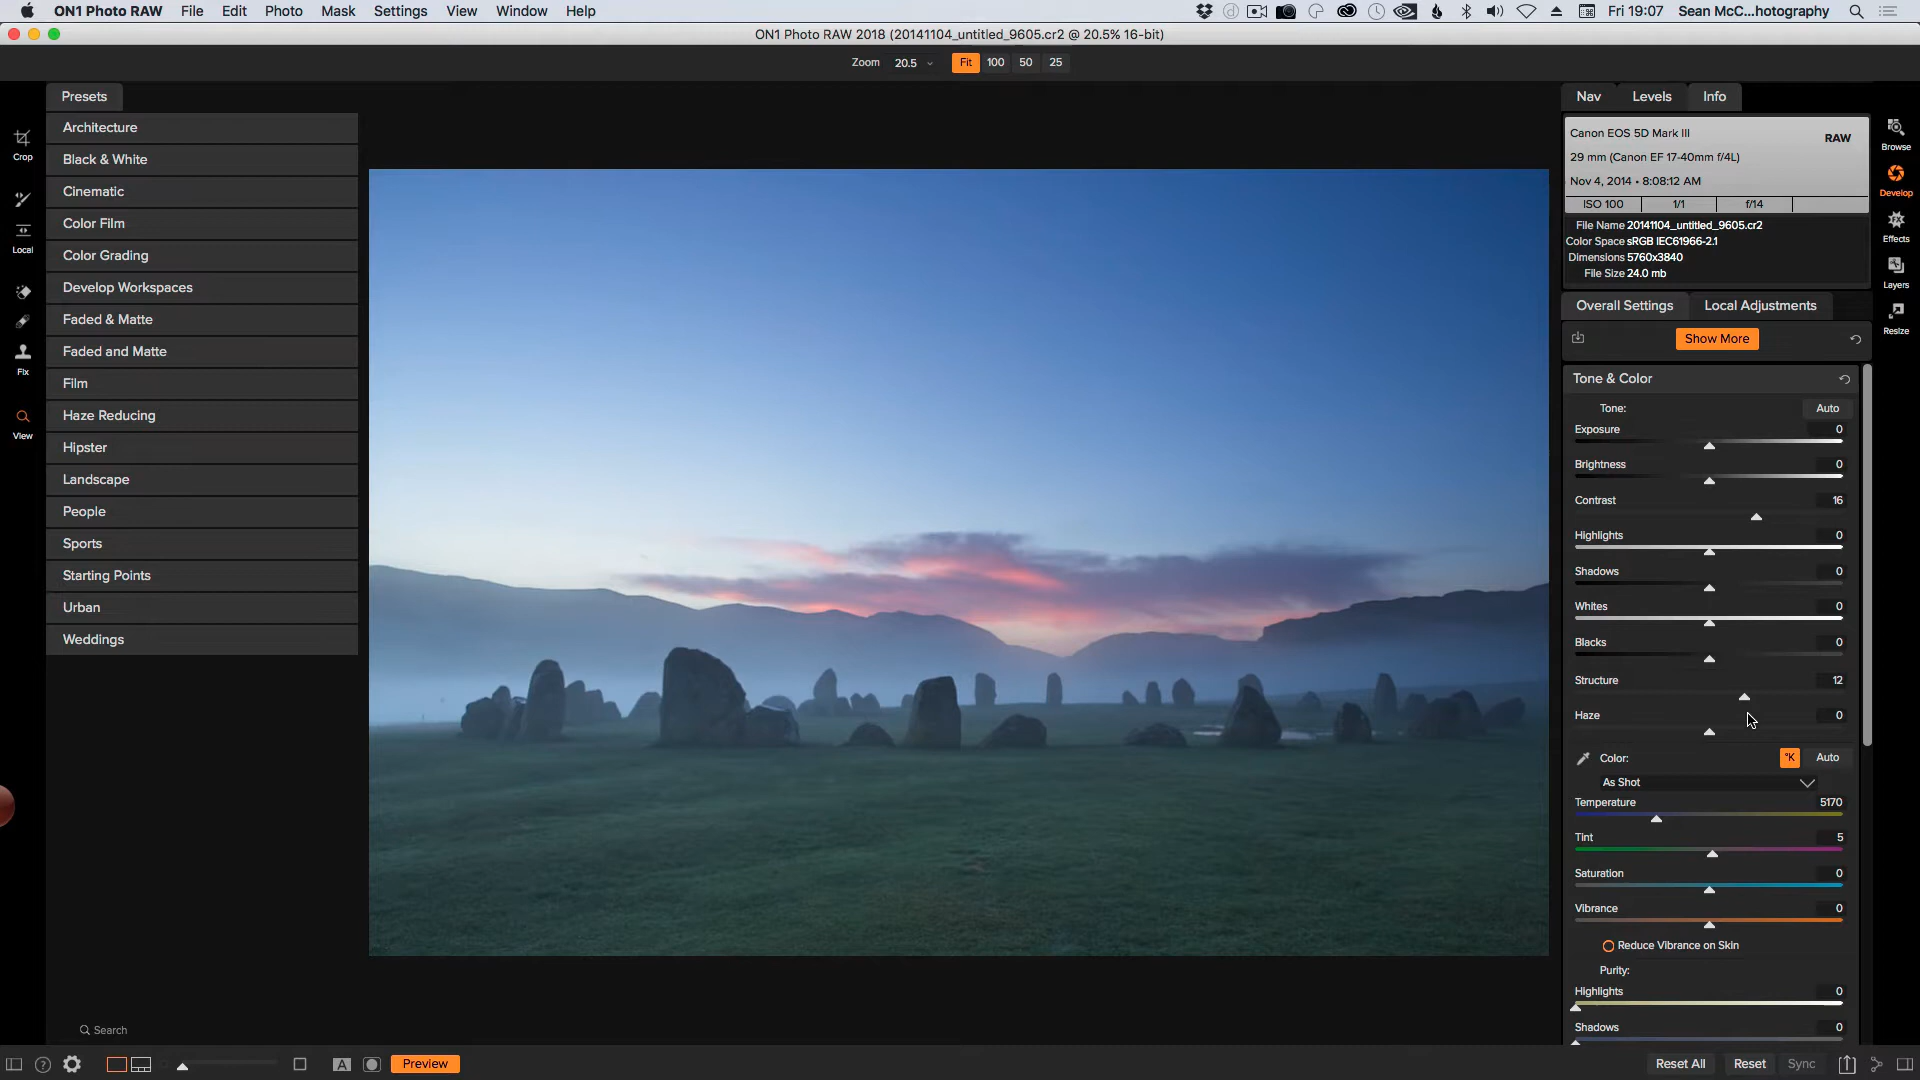 ON1 Photo RAW File Edit Photo Mask Settings View Window Help Fri 19:07 Sean McC...hotography
ON1 Photo RAW 2018 (20141104_untitled_9605.cr2 @ 20.5% 16-bit)
Zoom 20.5 Fit 100 50 25
Presets
Architecture
Black & White
Cinematic
Color Film
Color Grading
Develop Workspaces
Faded & Matte
Faded and Matte
Film
Haze Reducing
Hipster
Landscape
People
Sports
Starting Points
Urban
Weddings
Search
Crop
Local
Fix
View
Nav Levels Info
Canon EOS 5D Mark III RAW
29 mm (Canon EF 17-40mm f/4L)
Nov 4, 2014 • 8:08:12 AM
ISO 100 1/1 f/14
File Name 20141104_untitled_9605.cr2
Color Space sRGB IEC61966-2.1
Dimensions 5760x3840
File Size 24.0 mb
Overall Settings Local Adjustments
Show More
Tone & Color
Tone: Auto
Exposure 0
Brightness 0
Contrast 16
Highlights 0
Shadows 0
Whites 0
Blacks 0
Structure 12
Haze 0
Color: °K Auto
As Shot
Temperature 5170
Tint 5
Saturation 0
Vibrance 0
Reduce Vibrance on Skin
Purity:
Highlights 0
Shadows 0
Browse
Develop
FX
Effects
Layers
Resize
? A Preview Reset All Reset Sync